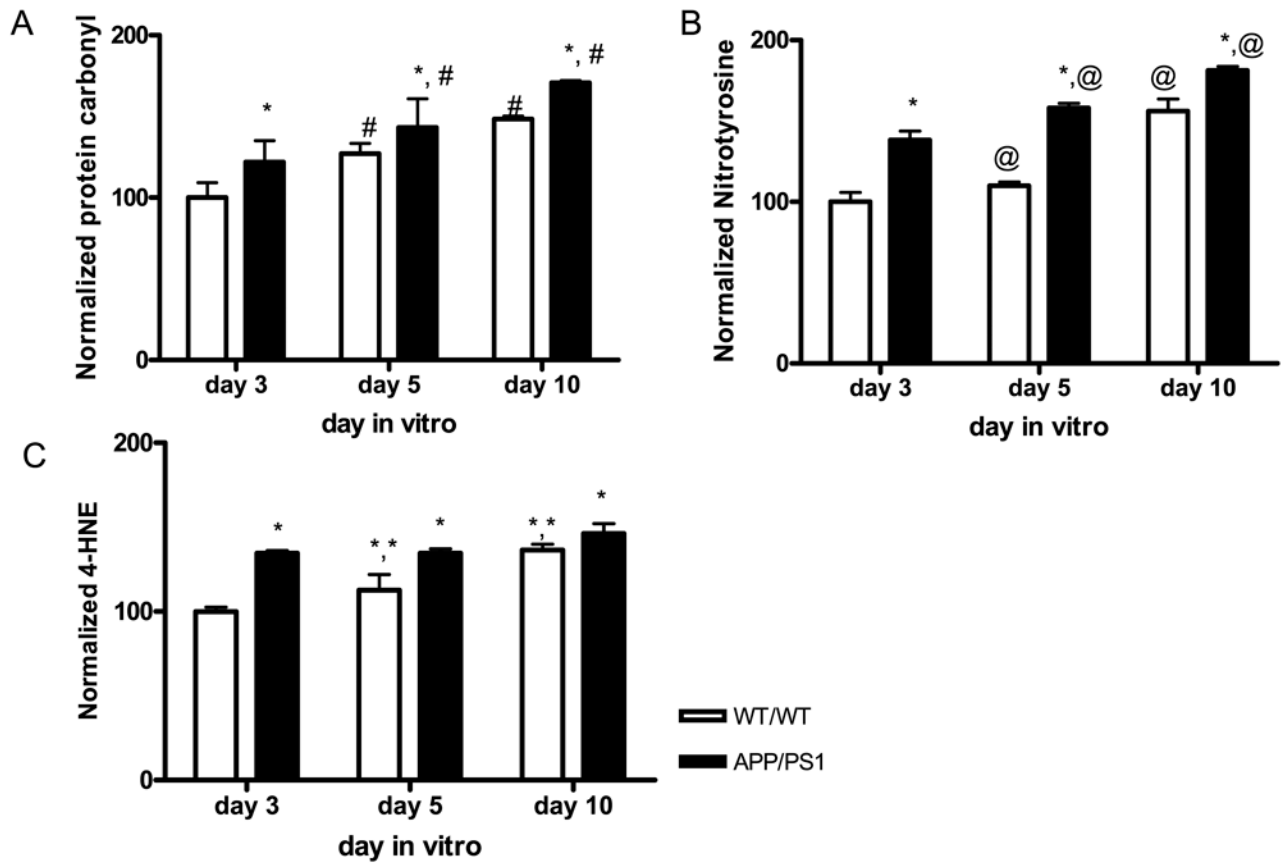 A
Normalized protein carbonyl
200
100
0
*
#
*, #
#
*, #
day 3
day 5
day 10
day in vitro
B
Normalized Nitrotyrosine
200
100
0
*
@
*,@
@
*,@
day 3
day 5
day 10
day in vitro
C
Normalized 4-HNE
200
100
0
*
*,*
*
*,*
*
day 3
day 5
day 10
day in vitro
WT/WT
APP/PS1